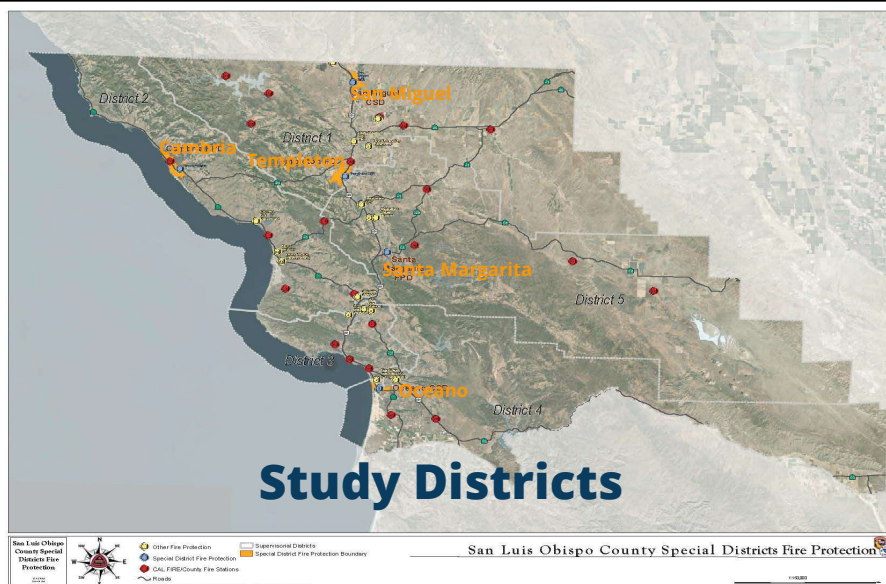 District 2
San Miguel
CSD
District 1
Cambria
Templeton
Santa
Santa Margarita
FPD
District 5
District 3
Oceano
District 4
Study Districts
San Luis Obispo
County Special
Districts Fire
Protection
N
W
E
S
Other Fire Protection
Special District Fire Protection
CAL FIRE/County Fire Stations
Roads
Supervisorial Districts
Special District Fire Protection Boundary
San Luis Obispo County Special Districts Fire Protection